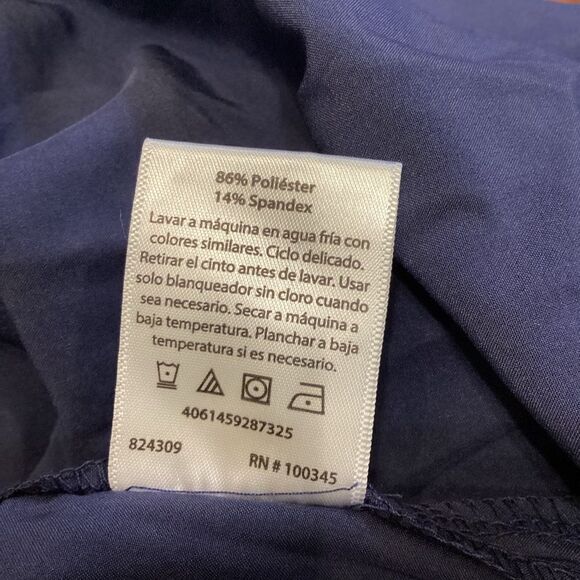 86% Poliéster
14% Spandex
Lavar a máquina en agua fría con
colores similares. Ciclo delicado.
Retirar el cinto antes de lavar. Usar
solo blanqueador sin cloro cuando
sea necesario. Secar a máquina a
baja temperatura. Planchar a baja
temperatura si es necesario.
4061459287325
824309
RN # 100345